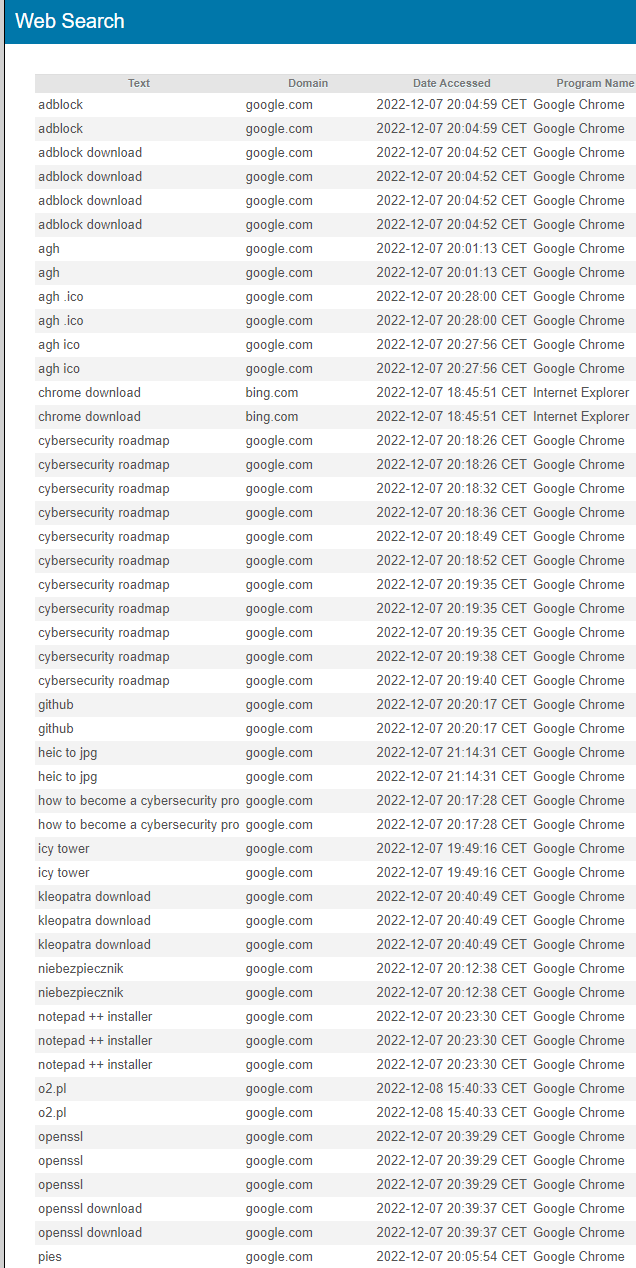 Web Search
Text Domain Date Accessed Program Name
adblock google.com 2022-12-07 20:04:59 CET Google Chrome
adblock google.com 2022-12-07 20:04:59 CET Google Chrome
adblock download google.com 2022-12-07 20:04:52 CET Google Chrome
adblock download google.com 2022-12-07 20:04:52 CET Google Chrome
adblock download google.com 2022-12-07 20:04:52 CET Google Chrome
adblock download google.com 2022-12-07 20:04:52 CET Google Chrome
agh google.com 2022-12-07 20:01:13 CET Google Chrome
agh google.com 2022-12-07 20:01:13 CET Google Chrome
agh .ico google.com 2022-12-07 20:28:00 CET Google Chrome
agh .ico google.com 2022-12-07 20:28:00 CET Google Chrome
agh ico google.com 2022-12-07 20:27:56 CET Google Chrome
agh ico google.com 2022-12-07 20:27:56 CET Google Chrome
chrome download bing.com 2022-12-07 18:45:51 CET Internet Explorer
chrome download bing.com 2022-12-07 18:45:51 CET Internet Explorer
cybersecurity roadmap google.com 2022-12-07 20:18:26 CET Google Chrome
cybersecurity roadmap google.com 2022-12-07 20:18:26 CET Google Chrome
cybersecurity roadmap google.com 2022-12-07 20:18:32 CET Google Chrome
cybersecurity roadmap google.com 2022-12-07 20:18:36 CET Google Chrome
cybersecurity roadmap google.com 2022-12-07 20:18:49 CET Google Chrome
cybersecurity roadmap google.com 2022-12-07 20:18:52 CET Google Chrome
cybersecurity roadmap google.com 2022-12-07 20:19:35 CET Google Chrome
cybersecurity roadmap google.com 2022-12-07 20:19:35 CET Google Chrome
cybersecurity roadmap google.com 2022-12-07 20:19:35 CET Google Chrome
cybersecurity roadmap google.com 2022-12-07 20:19:38 CET Google Chrome
cybersecurity roadmap google.com 2022-12-07 20:19:40 CET Google Chrome
github google.com 2022-12-07 20:20:17 CET Google Chrome
github google.com 2022-12-07 20:20:17 CET Google Chrome
heic to jpg google.com 2022-12-07 21:14:31 CET Google Chrome
heic to jpg google.com 2022-12-07 21:14:31 CET Google Chrome
how to become a cybersecurity pro google.com 2022-12-07 20:17:28 CET Google Chrome
how to become a cybersecurity pro google.com 2022-12-07 20:17:28 CET Google Chrome
icy tower google.com 2022-12-07 19:49:16 CET Google Chrome
icy tower google.com 2022-12-07 19:49:16 CET Google Chrome
kleopatra download google.com 2022-12-07 20:40:49 CET Google Chrome
kleopatra download google.com 2022-12-07 20:40:49 CET Google Chrome
kleopatra download google.com 2022-12-07 20:40:49 CET Google Chrome
niebezpiecznik google.com 2022-12-07 20:12:38 CET Google Chrome
niebezpiecznik google.com 2022-12-07 20:12:38 CET Google Chrome
notepad ++ installer google.com 2022-12-07 20:23:30 CET Google Chrome
notepad ++ installer google.com 2022-12-07 20:23:30 CET Google Chrome
notepad ++ installer google.com 2022-12-07 20:23:30 CET Google Chrome
o2.pl google.com 2022-12-08 15:40:33 CET Google Chrome
o2.pl google.com 2022-12-08 15:40:33 CET Google Chrome
openssl google.com 2022-12-07 20:39:29 CET Google Chrome
openssl google.com 2022-12-07 20:39:29 CET Google Chrome
openssl google.com 2022-12-07 20:39:29 CET Google Chrome
openssl download google.com 2022-12-07 20:39:37 CET Google Chrome
openssl download google.com 2022-12-07 20:39:37 CET Google Chrome
pies google.com 2022-12-07 20:05:54 CET Google Chrome